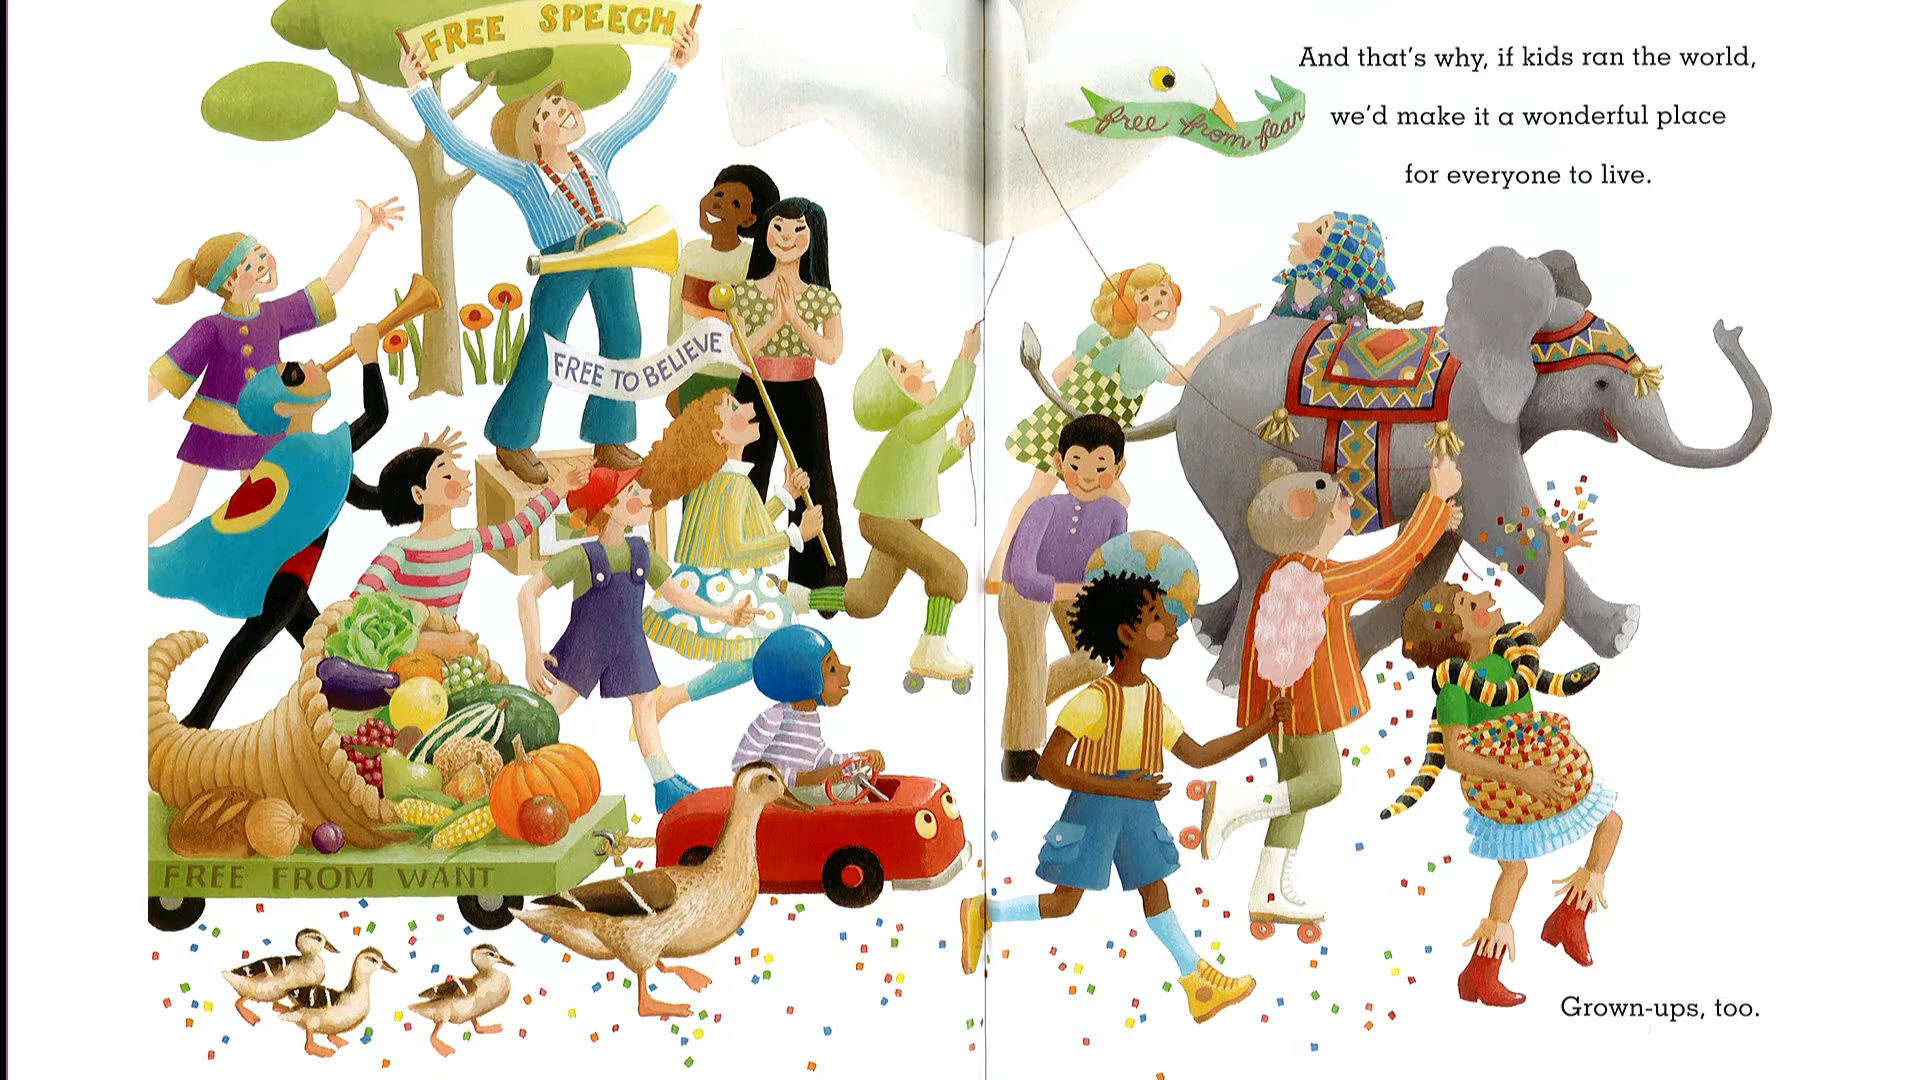 FREE SPEECH
FREE TO BELIEVE
FREE FROM WANT
free from fear
And that's why, if kids ran the world,
we'd make it a wonderful place
for everyone to live.
Grown-ups, too.